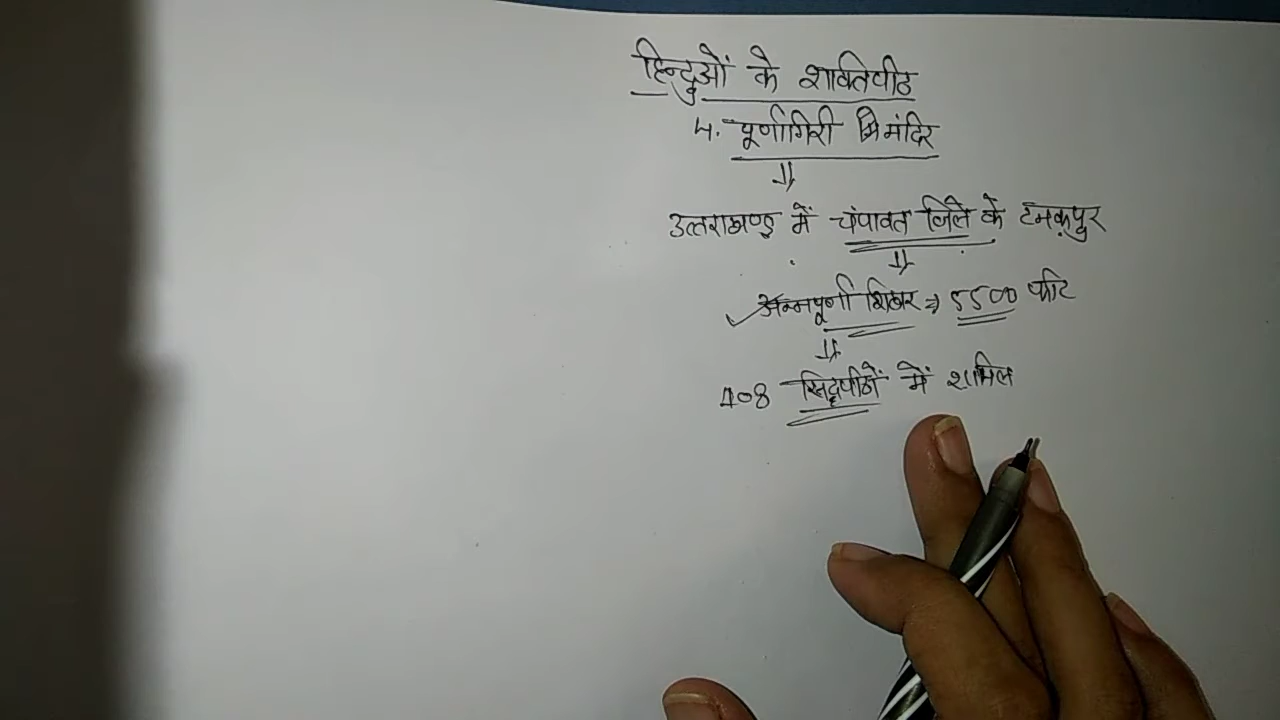 हिन्दुओं के शक्तिपीठ
4. पूर्णागिरी मंदिर
उत्तराखण्ड में चंपावत जिले के टनकपुर
अन्नपूर्णा शिखर ⇒ 5500 फीट
108 सिद्धपीठों में शामिल